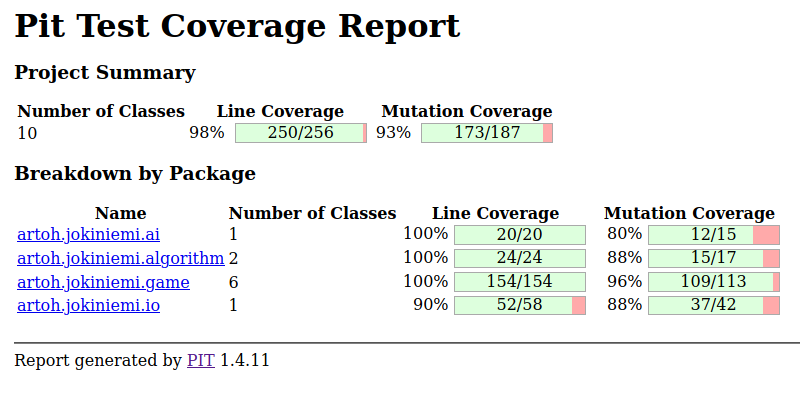 Pit Test Coverage Report
Project Summary
Number of Classes Line Coverage Mutation Coverage
10 98% 250/256 93% 173/187
Breakdown by Package
Name Number of Classes Line Coverage Mutation Coverage
artoh.jokiniemi.ai 1 100% 20/20 80% 12/15
artoh.jokiniemi.algorithm 2 100% 24/24 88% 15/17
artoh.jokiniemi.game 6 100% 154/154 96% 109/113
artoh.jokiniemi.io 1 90% 52/58 88% 37/42
Report generated by PIT 1.4.11